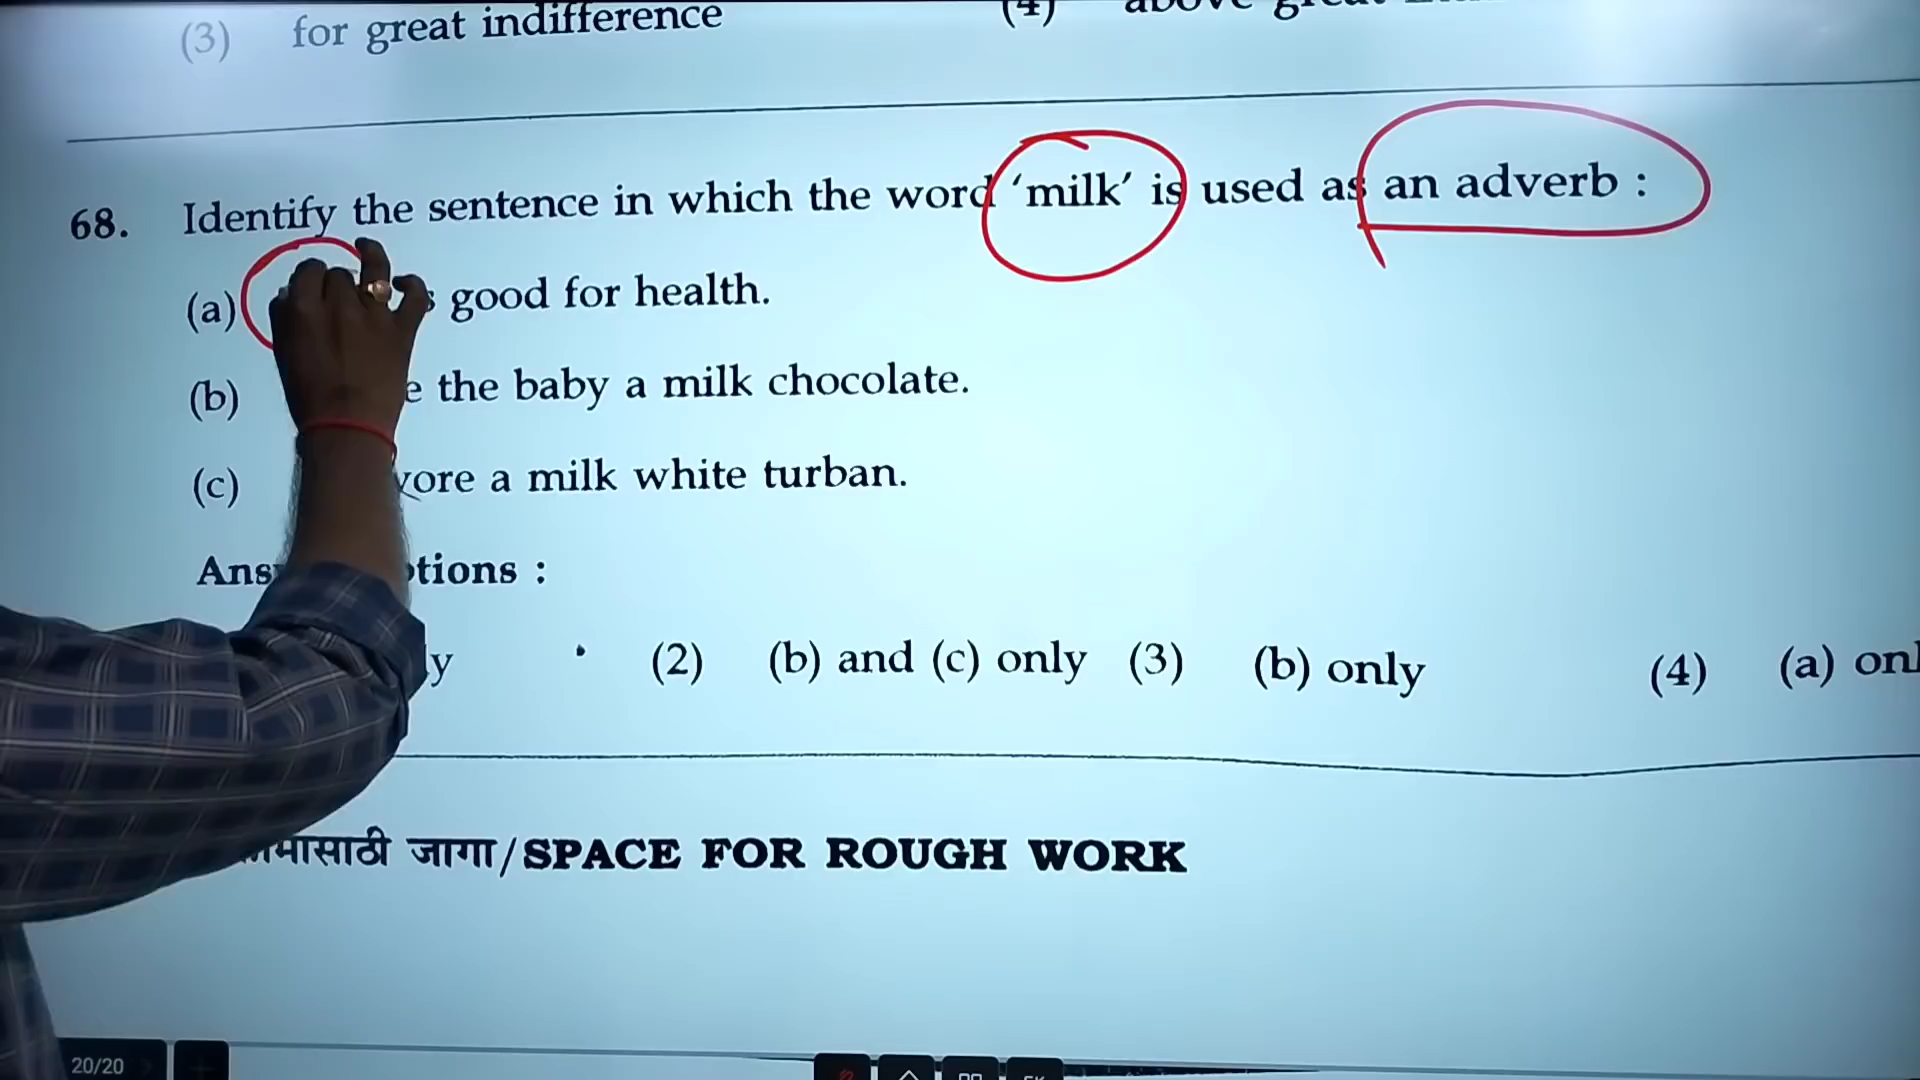 (3) for great indifference (4)
68. Identify the sentence in which the word ‘milk’ is used as an adverb :
(a) good for health.
(b) the baby a milk chocolate.
(c) a milk white turban.
(2) (b) and (c) only (3) (b) only (4) (a)
जागा/SPACE FOR ROUGH WORK
20/20